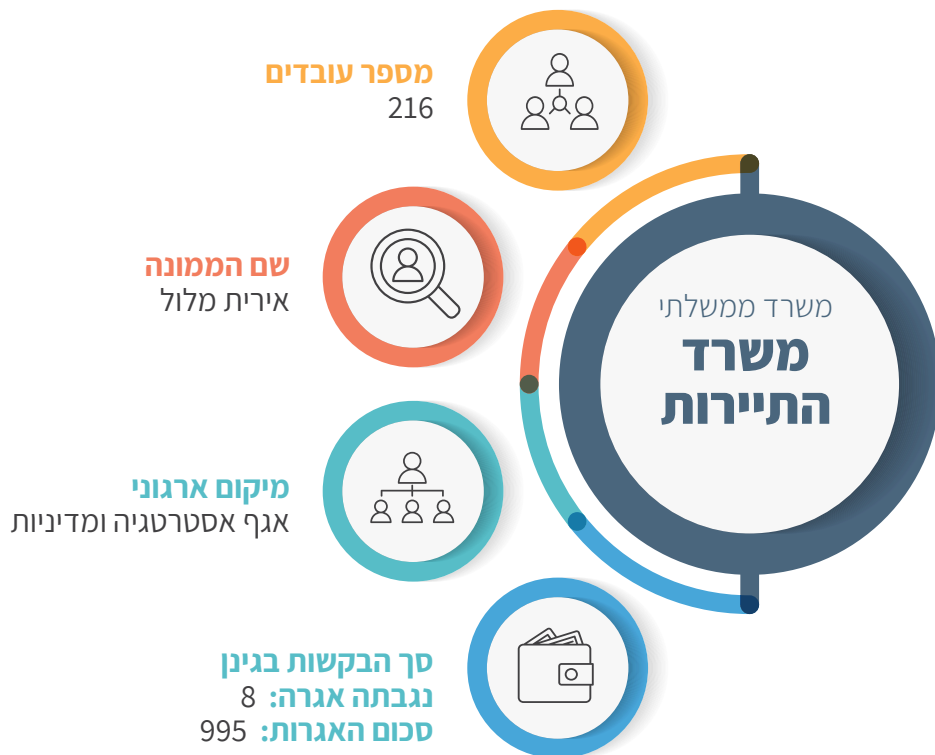 משרד ממשלתי
משרד
התיירות
מספר עובדים
216
שם הממונה
אירית מלול
מיקום ארגוני
אגף אסטרטגיה ומדיניות
סך הבקשות בגינן
נגבתה אגרה: 8
סכום האגרות: 995